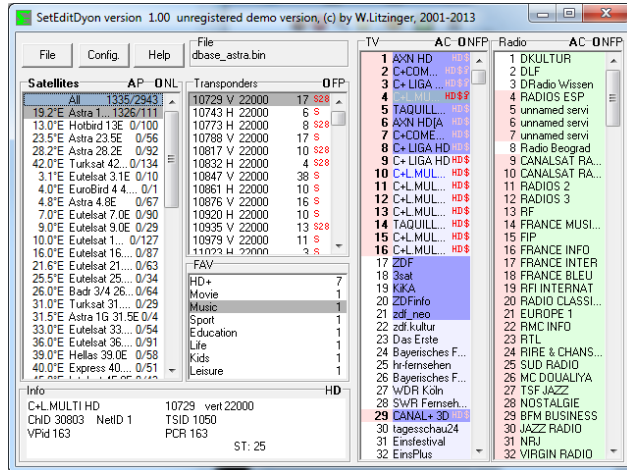 SetEditDyon version 1.00 unregistered demo version, (c) by W.Litzinger, 2001-2013
File Config. Help
File
dbase_astra.bin
Satellites AP ONL
All 1335/2943
19.2°E Astra 1... 1326/111
13.0°E Hotbird 13E 0/100
23.5°E Astra 23.5E 0/56
28.2°E Astra 28.2E 0/92
42.0°E Turksat 42... 0/134
3.1°E Eutelsat 3.1E 0/10
4.0°E EuroBird 4 4... 0/1
4.8°E Astra 4.8E 0/67
7.0°E Eutelsat 7.0E 0/90
9.0°E Eutelsat 9.0E 0/29
10.0°E Eutelsat 1... 0/127
16.0°E Eutelsat 16.... 0/87
21.6°E Eutelsat 21.... 0/63
25.5°E Eutelsat 25.... 0/34
26.0°E Badr 3/4 26... 0/64
31.0°E Turksat 31.... 0/29
31.5°E Astra 1G 31.5E 0/4
33.0°E Eutelsat 33.... 0/54
36.0°E Eutelsat 36.... 0/91
39.0°E Hellas 39.0E 0/58
40.0°E Express 40.... 0/51
Transponders OFP
10729 V 22000 17 S28
10743 H 22000 6 S
10773 H 22000 8 S28
10788 V 22000 17 S
10817 V 22000 10 S28
10832 H 22000 4 S28
10847 V 22000 38 S
10861 H 22000 10 S
10876 V 22000 16 S
10920 H 22000 10 S
10935 V 22000 13 S28
10979 V 22000 11 S
11023 H 22000 3 S
FAV
HD+ 7
Movie 1
Music 1
Sport 1
Education 1
Life 1
Kids 1
Leisure 1
TV AC-ONFP
1 AXN HD HD$
2 C+COM... HD$?
3 C+ LIGA ... HD$?
4 C+L.MUL... HD$?
5 TAQUILL... HD$
6 AXN HD[A HD$
7 C+COME... HD$
8 C+ LIGA HD HD$
9 C+ LIGA HD HD$
10 C+L.MUL... HD$
11 C+L.MUL... HD$
12 C+L.MUL... HD$
13 C+L.MUL... HD$
14 TAQUILL... HD$
15 C+L.MUL... HD$
16 C+L.MUL... HD$
17 ZDF
18 3sat
19 KiKA
20 ZDFinfo
21 zdf_neo
22 zdf.kultur
23 Das Erste
24 Bayerisches F...
25 hr-fernsehen
26 Bayerisches F...
27 WDR Köln
28 SWR Fernseh...
29 CANAL+ 3D HD$
30 tagesschau24
31 Einsfestival
32 EinsPlus
Radio AC-ONFP
1 DKULTUR
2 DLF
3 DRadio Wissen
4 RADIOS ESP
5 unnamed servi
6 unnamed servi
7 unnamed servi
8 Radio Beograd
9 CANALSAT RA...
10 CANALSAT RA...
11 RADIOS 2
12 RADIOS 3
13 RF
14 FRANCE MUSI...
15 FIP
16 FRANCE INFO
17 FRANCE INTER
18 FRANCE BLEU
19 RFI INTERNAT
20 RADIO CLASSI...
21 EUROPE 1
22 RMC INFO
23 RTL
24 RIRE & CHANS...
25 SUD RADIO
26 MC DOUALIYA
27 TSF JAZZ
28 NOSTALGIE
29 BFM BUSINESS
30 JAZZ RADIO
31 NRJ
32 VIRGIN RADIO
Info HD
C+L.MULTI HD 10729 vert 22000
ChID 30803 NetID 1 TSID 1050
VPid 163 PCR 163
ST: 25